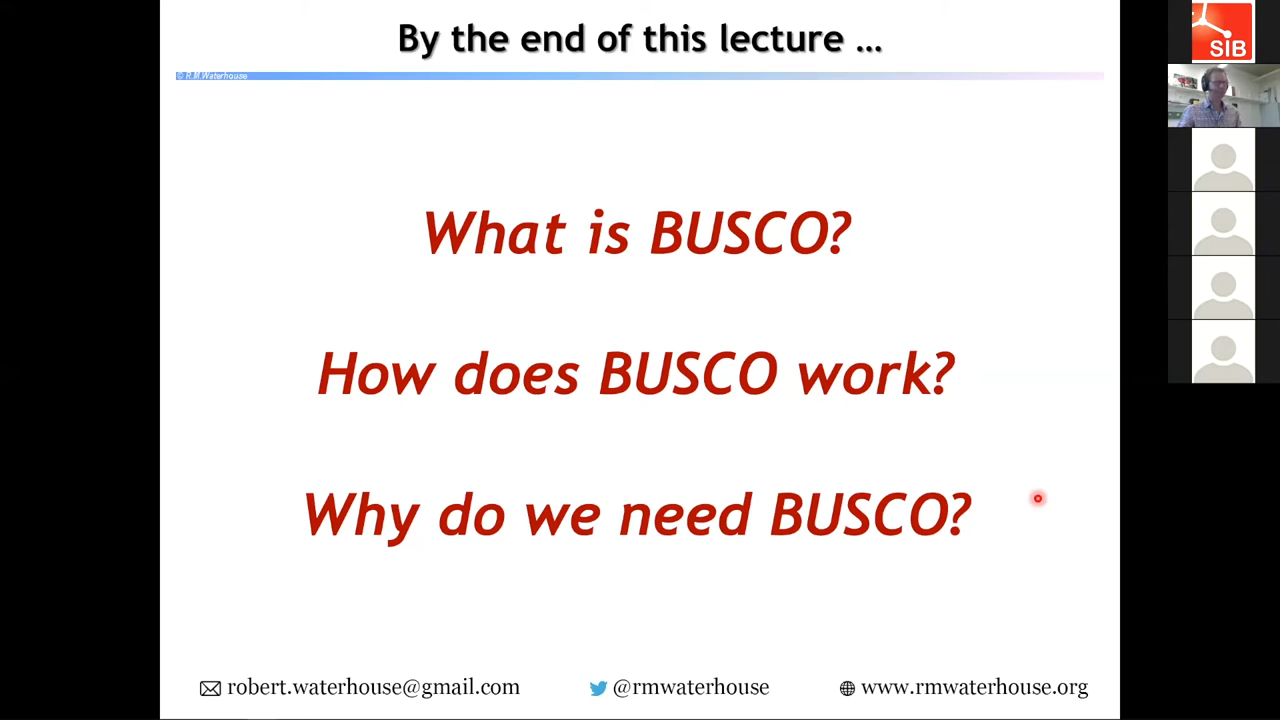 By the end of this lecture …
© R.M.Waterhouse
SIB
What is BUSCO?
How does BUSCO work?
Why do we need BUSCO?
robert.waterhouse@gmail.com
@rmwaterhouse
www.rmwaterhouse.org